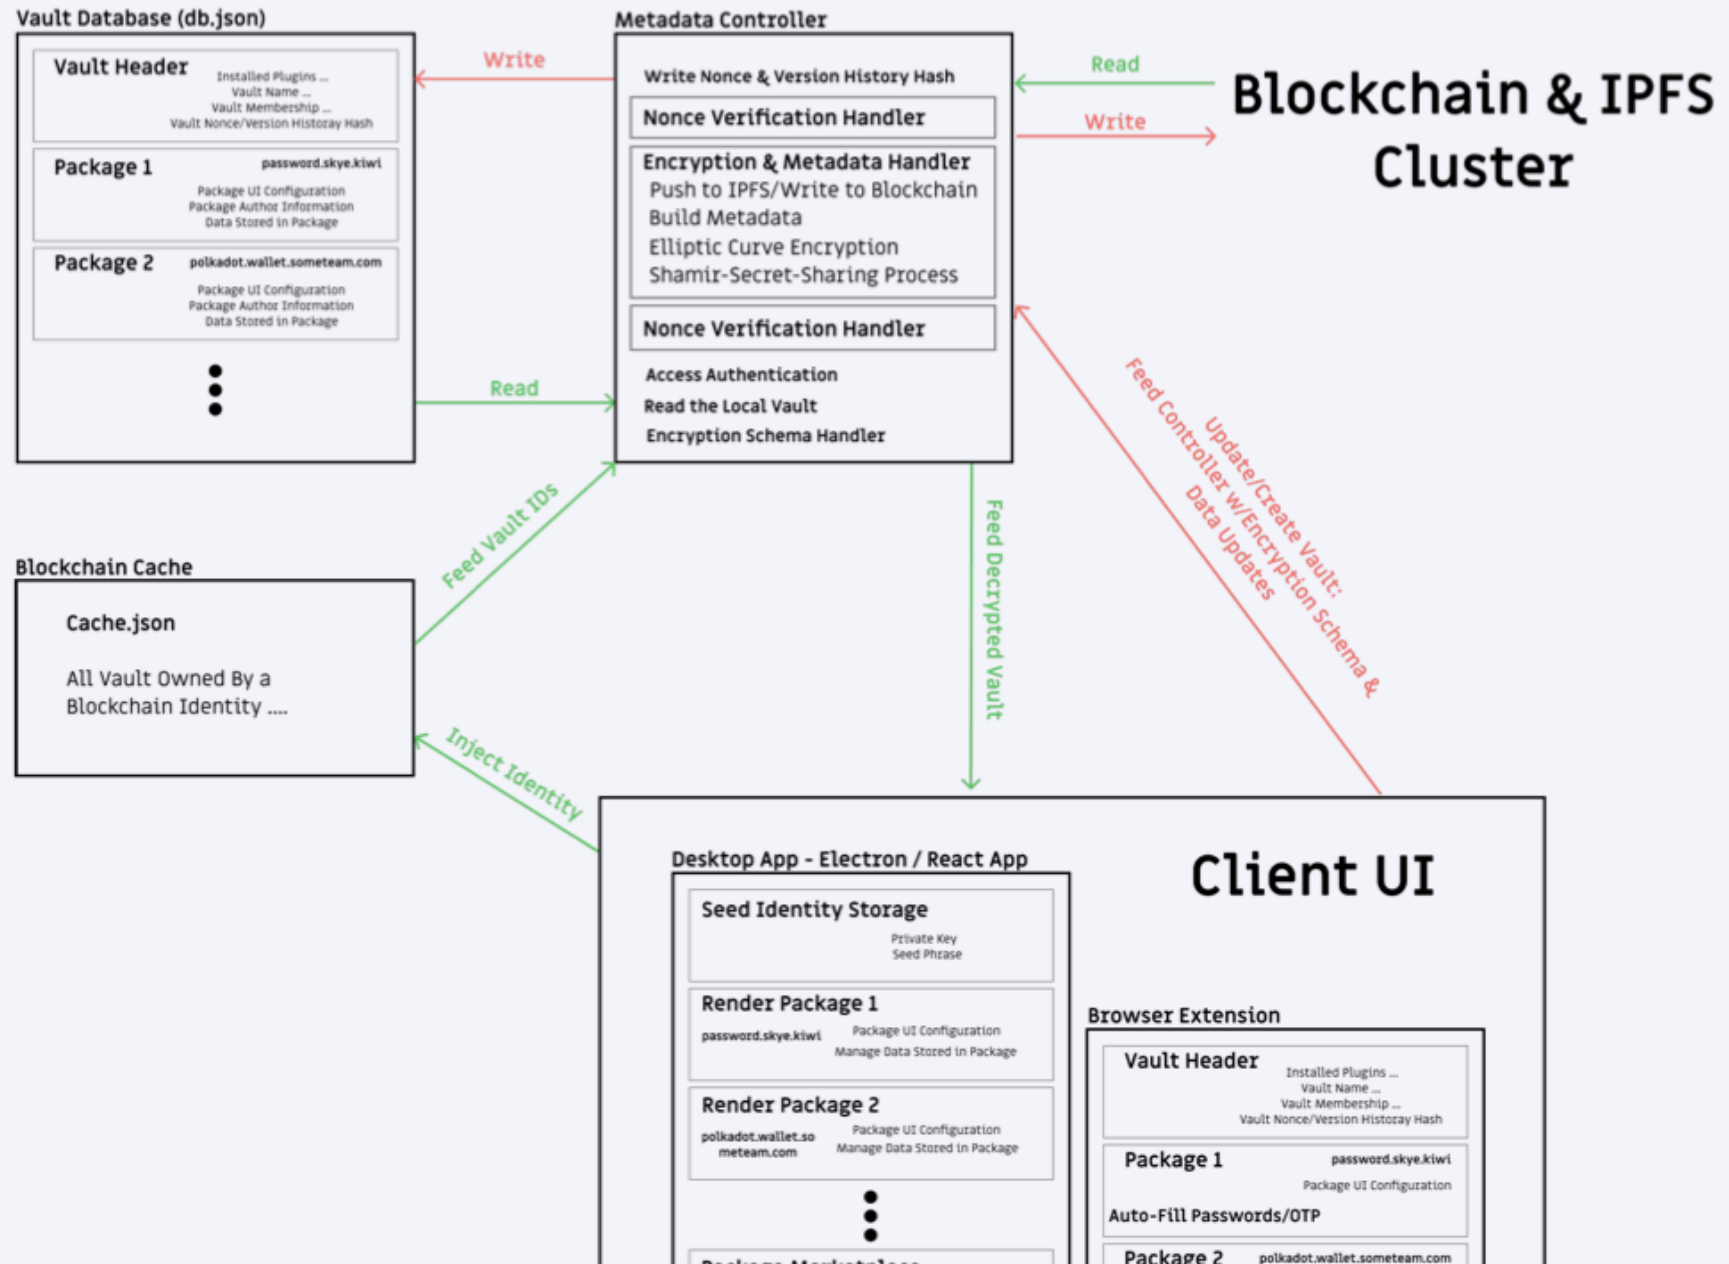 Vault Database (db.json)
Vault Header
Installed Plugins ...
Vault Name ...
Vault Membership ...
Vault Nonce/Version Historay Hash
Package 1
password.skye.kiwi
Package UI Configuration
Package Author Information
Data Stored in Package
Package 2
polkadot.wallet.someteam.com
Package UI Configuration
Package Author Information
Data Stored in Package
Write
Read
Metadata Controller
Write Nonce & Version History Hash
Nonce Verification Handler
Encryption & Metadata Handler
Push to IPFS/Write to Blockchain
Build Metadata
Elliptic Curve Encryption
Shamir-Secret-Sharing Process
Nonce Verification Handler
Access Authentication
Read the Local Vault
Encryption Schema Handler
Read
Write
Blockchain & IPFS
Cluster
Feed Vault IDs
Feed Decrypted Vault
Update/Create Vault:
Feed Controller w/Encryption Schema &
Data Updates
Blockchain Cache
Cache.json
All Vault Owned By a
Blockchain Identity ....
Inject Identity
Client UI
Desktop App - Electron / React App
Seed Identity Storage
Private Key
Seed Phrase
Render Package 1
password.skye.kiwi
Package UI Configuration
Manage Data Stored in Package
Render Package 2
polkadot.wallet.so
meteam.com
Package UI Configuration
Manage Data Stored in Package
Package Marketplace
Browser Extension
Vault Header
Installed Plugins ...
Vault Name ...
Vault Membership ...
Vault Nonce/Version Historay Hash
Package 1
password.skye.kiwi
Package UI Configuration
Auto-Fill Passwords/OTP
Package 2
polkadot.wallet.someteam.com